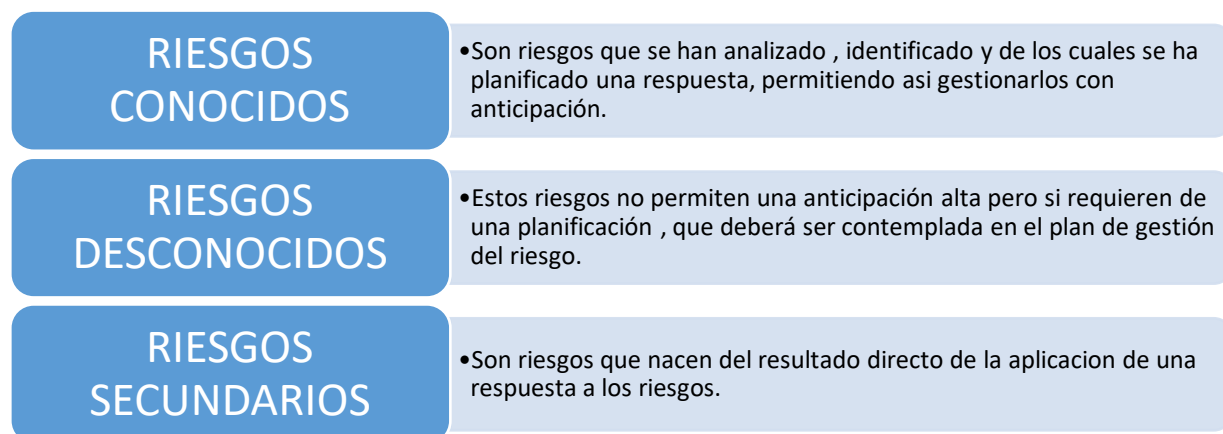 RIESGOS
CONOCIDOS
•Son riesgos que se han analizado , identificado y de los cuales se ha
planificado una respuesta, permitiendo asi gestionarlos con
anticipación.
RIESGOS
DESCONOCIDOS
•Estos riesgos no permiten una anticipación alta pero si requieren de
una planificación , que deberá ser contemplada en el plan de gestión
del riesgo.
RIESGOS
SECUNDARIOS
•Son riesgos que nacen del resultado directo de la aplicacion de una
respuesta a los riesgos.